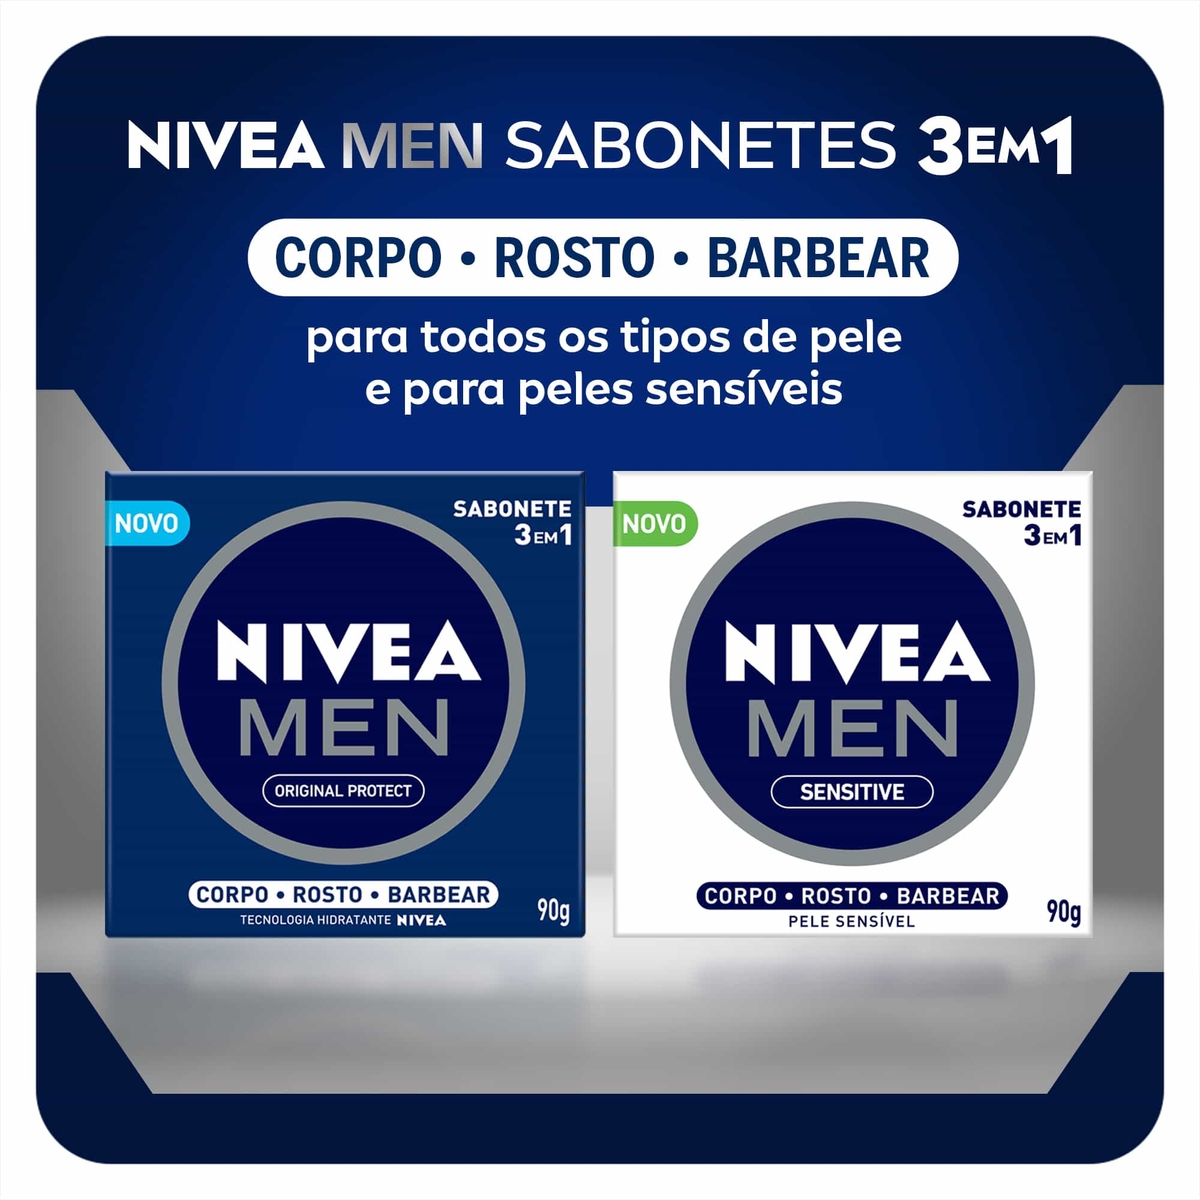 NIVEA MEN SABONETES 3EM1
CORPO • ROSTO • BARBEAR
para todos os tipos de pele
e para peles sensíveis
NOVO
SABONETE
3EM1
NIVEA
MEN
ORIGINAL PROTECT
CORPO • ROSTO • BARBEAR
TECNOLOGIA HIDRATANTE NIVEA
90g
NOVO
SABONETE
3EM1
NIVEA
MEN
SENSITIVE
CORPO • ROSTO • BARBEAR
PELE SENSÍVEL
90g